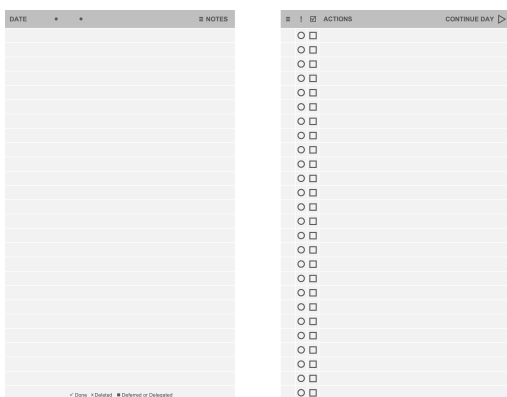 DATE • • ≡ NOTES
✓ Done × Deleted ■ Deferred or Delegated
≡ ! ☑ ACTIONS CONTINUE DAY ▷